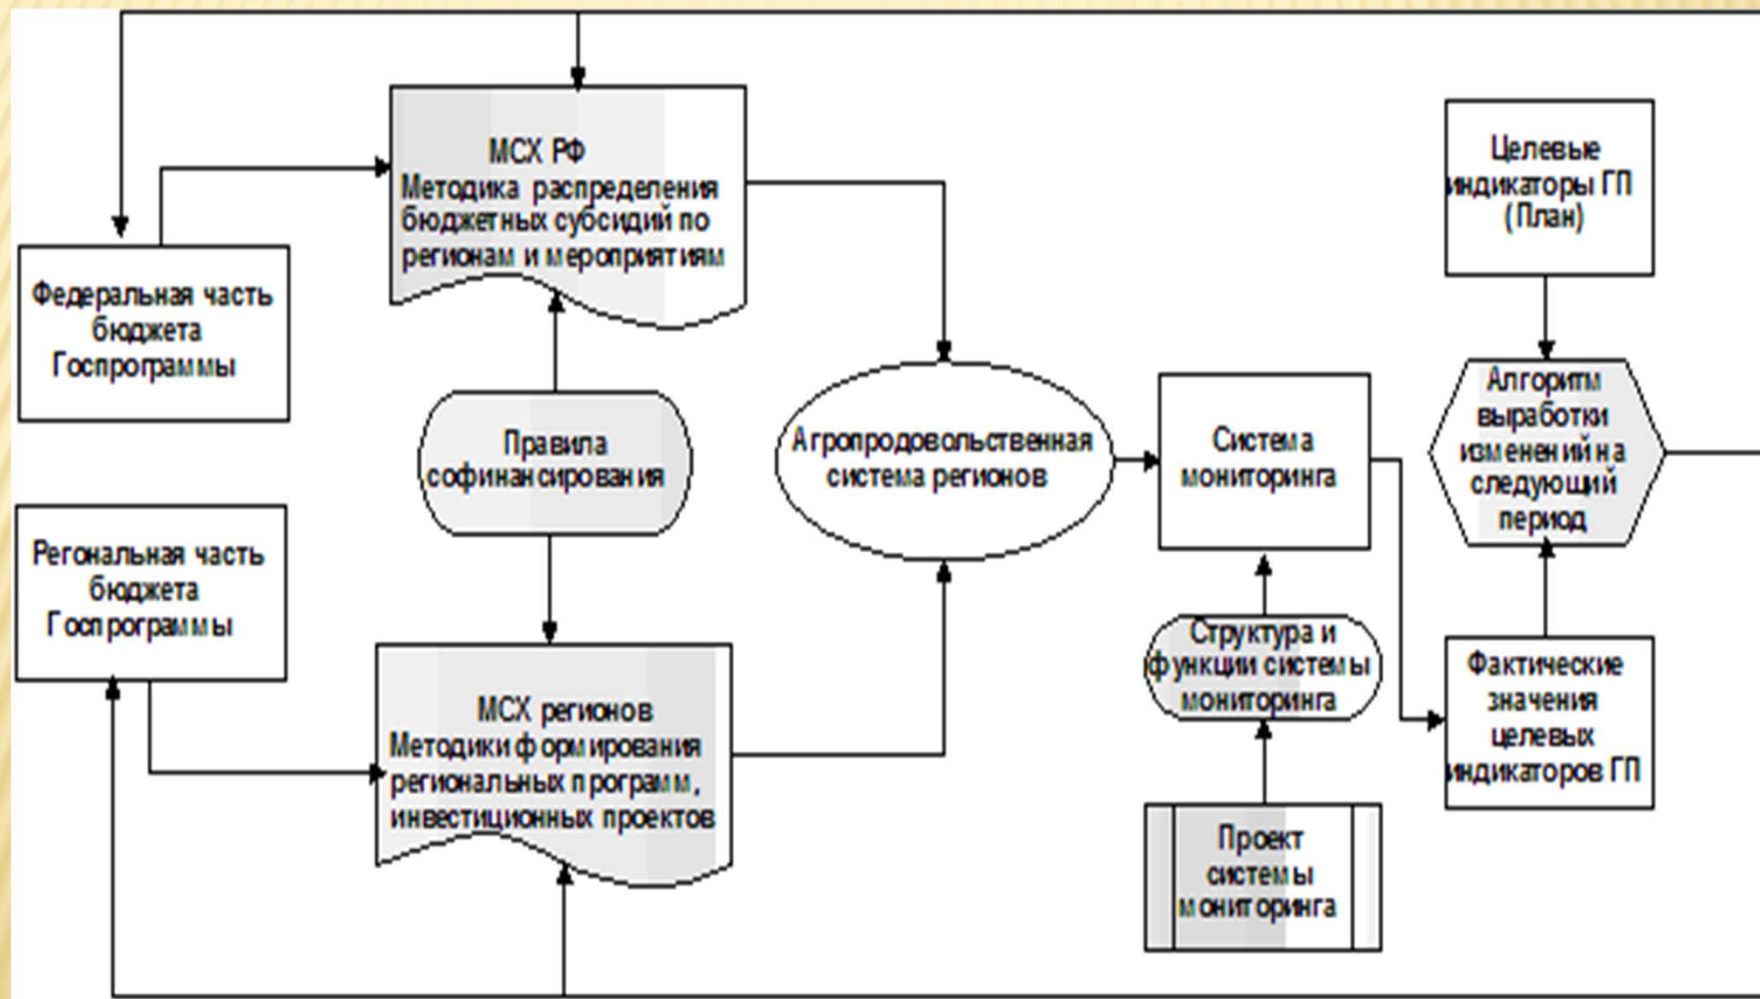 МСХ РФ
Методика распределения
бюджетных субсидий по
регионам и мероприятиям
Целевые
индикаторы ГП
(План)
Федеральная часть
бюджета
Госпрограммы
Правила
софинансирования
Агропродовольственная
система регионов
Система
мониторинга
Алгоритм
выработки
изменений на
следующий
период
Регональная часть
бюджета
Госпрограммы
МСХ регионов
Методики формирования
региональных программ,
инвестиционных проектов
Структура и
функции системы
мониторинга
Фактические
значения
целевых
индикаторов ГП
Проект
системы
мониторинга